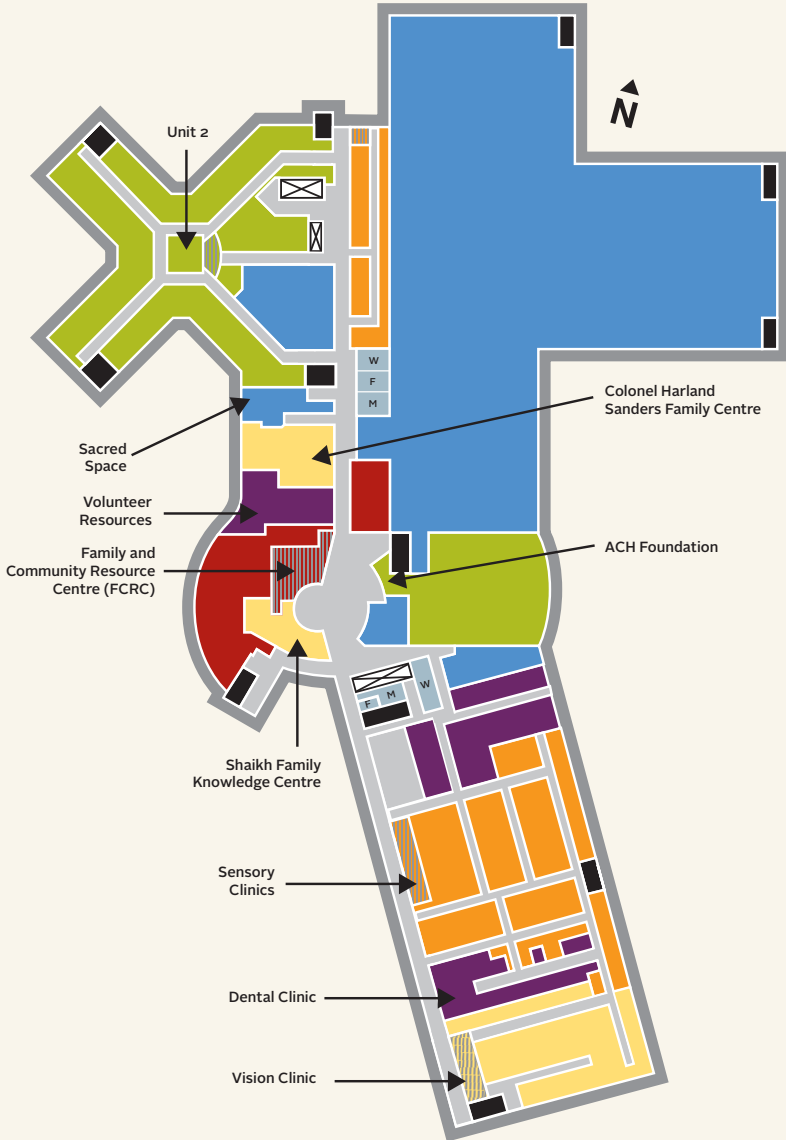 N
Unit 2
W
F
M
Colonel Harland
Sanders Family Centre
Sacred
Space
Volunteer
Resources
Family and
Community Resource
Centre (FCRC)
ACH Foundation
F
M
W
Shaikh Family
Knowledge Centre
Sensory
Clinics
Dental Clinic
Vision Clinic